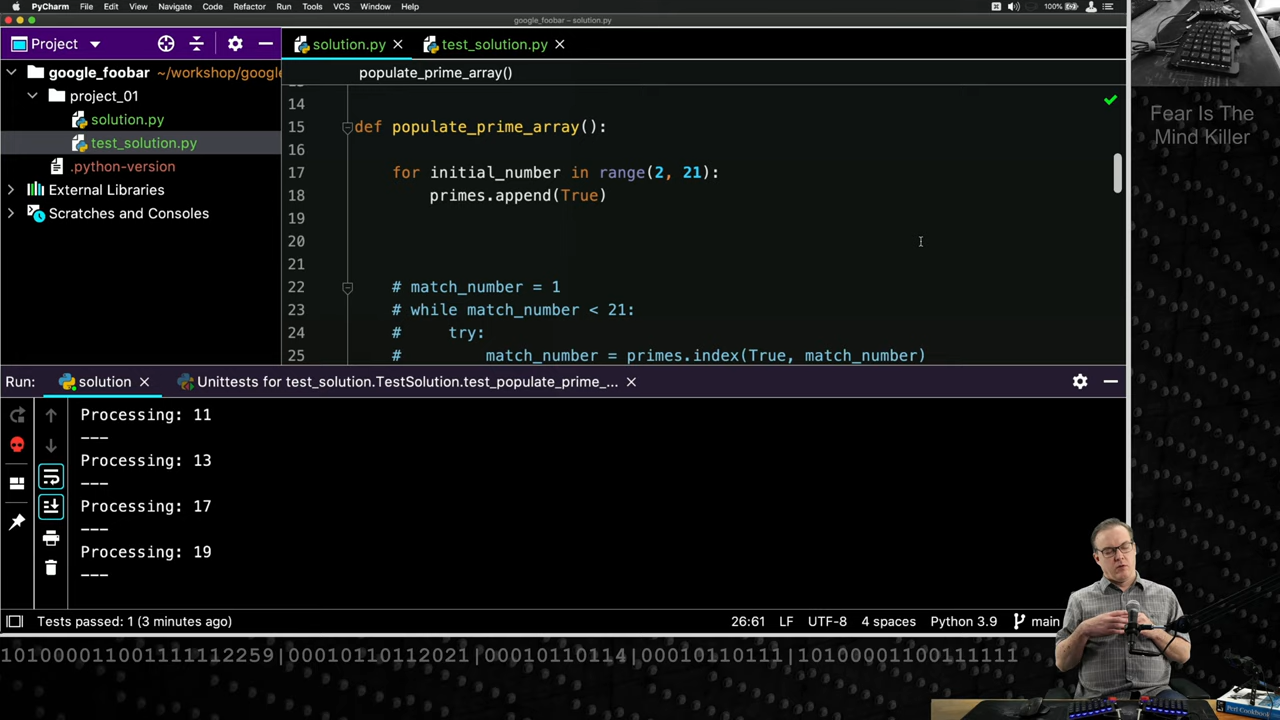 PyCharm File Edit View Navigate Code Refactor Run Tools VCS Window Help 100%
google_foobar – solution.py
Project
solution.py
test_solution.py
google_foobar ~/workshop/google
populate_prime_array()
project_01
solution.py
test_solution.py
.python-version
External Libraries
Scratches and Consoles
14
15 def populate_prime_array():
16
17 for initial_number in range(2, 21):
18 primes.append(True)
19
20
21
22 # match_number = 1
23 # while match_number < 21:
24 # try:
25 # match_number = primes.index(True, match_number)
Fear Is The
Mind Killer
Run: solution Unittests for test_solution.TestSolution.test_populate_prime_...
Processing: 11
---
Processing: 13
---
Processing: 17
---
Processing: 19
---
Tests passed: 1 (3 minutes ago) 26:61 LF UTF-8 4 spaces Python 3.9 main
1010000110011111112259|00010110112021|00010110114|00010110111|1010000110011111
Perl Cookbook